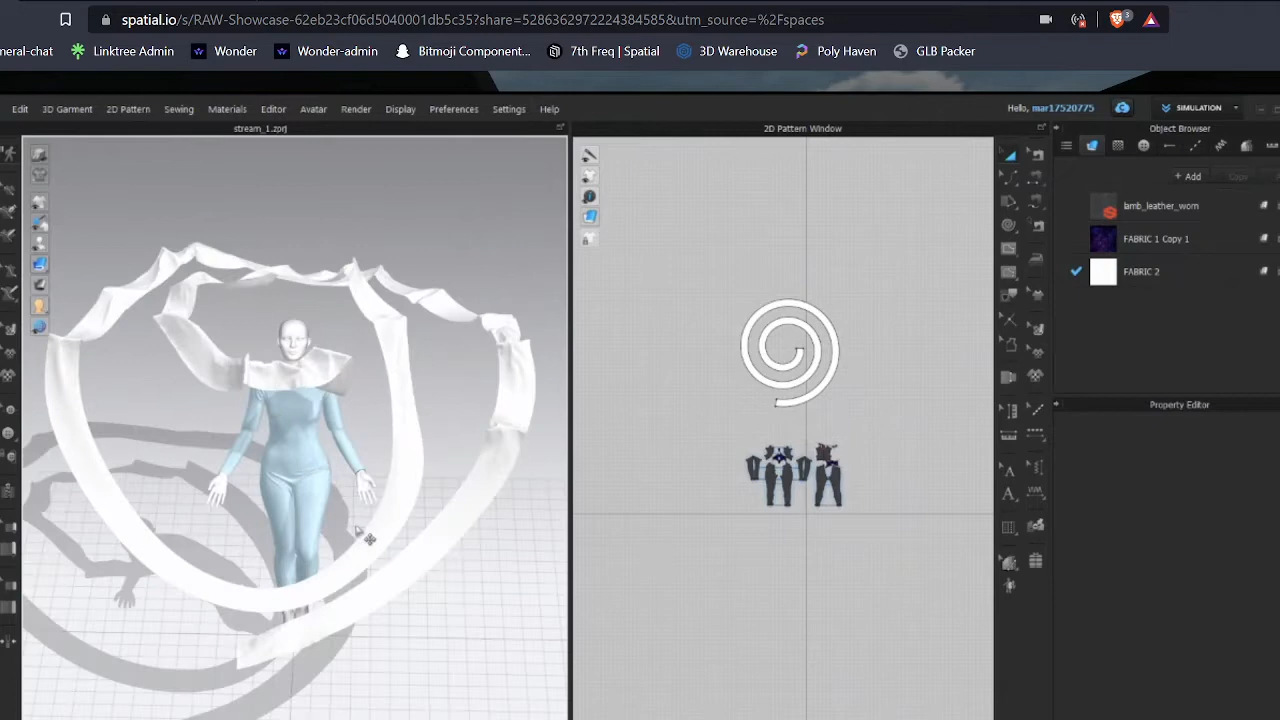 spatial.io/s/RAW-Showcase-62eb23cf06d5040001db5c35?share=5286362972224384585&utm_source=%2Fspaces
3
neral-chat Linktree Admin Wonder Wonder-admin Bitmoji Component... 7th Freq | Spatial 3D Warehouse Poly Haven GLB Packer
Edit 3D Garment 2D Pattern Sewing Materials Editor Avatar Render Display Preferences Settings Help Hello, mar17520775 SIMULATION
stream_1.zprj 2D Pattern Window Object Browser
+ Add Copy
lamb_leather_worn
FABRIC 1 Copy 1
FABRIC 2
Property Editor